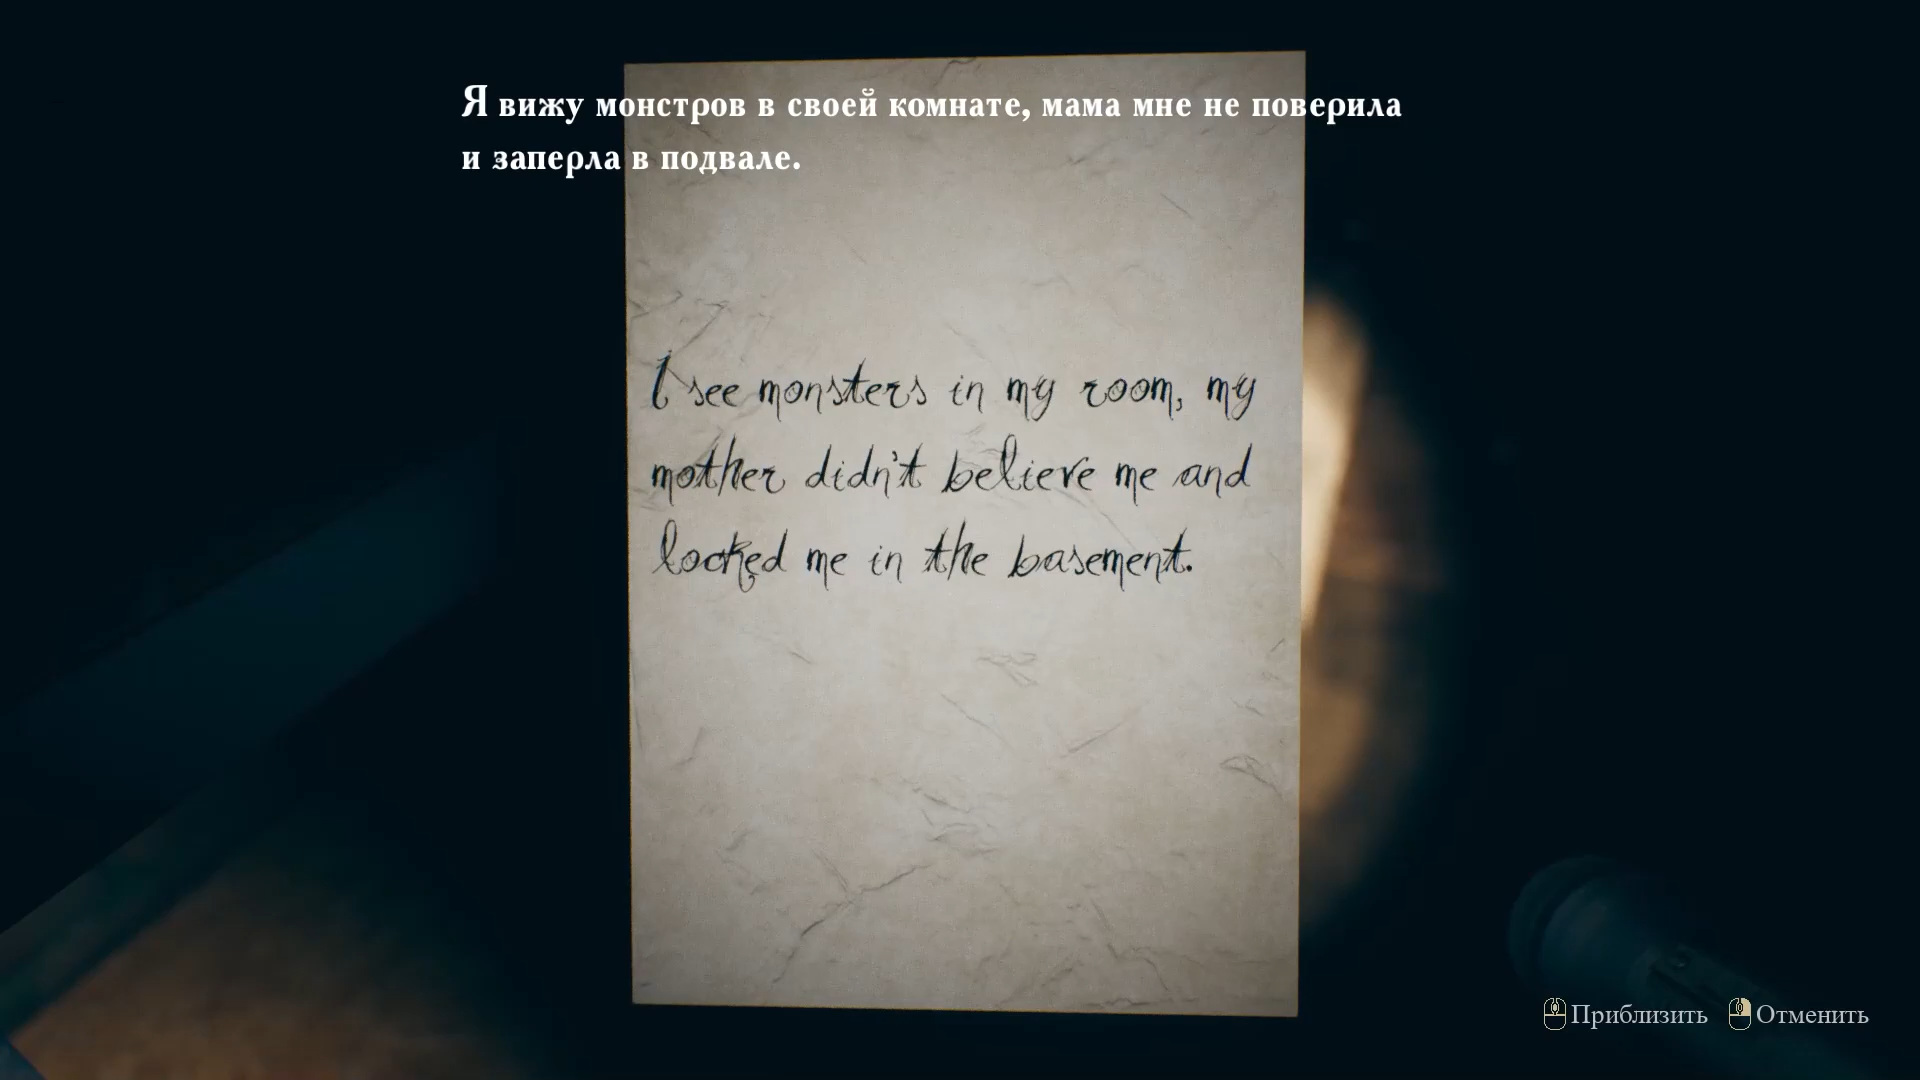 Я вижу монстров в своей комнате, мама мне не поверила
и заперла в подвале.
I see monsters in my room, my
mother didn't believe me and
locked me in the basement.
Приблизить Отменить